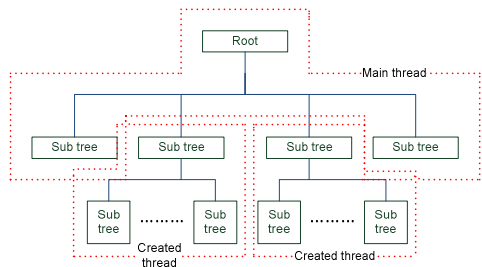 Root
Main thread
Sub tree
Sub tree
Sub tree
Sub tree
Sub
tree
.........
Sub
tree
Sub
tree
.........
Sub
tree
Created
thread
Created thread